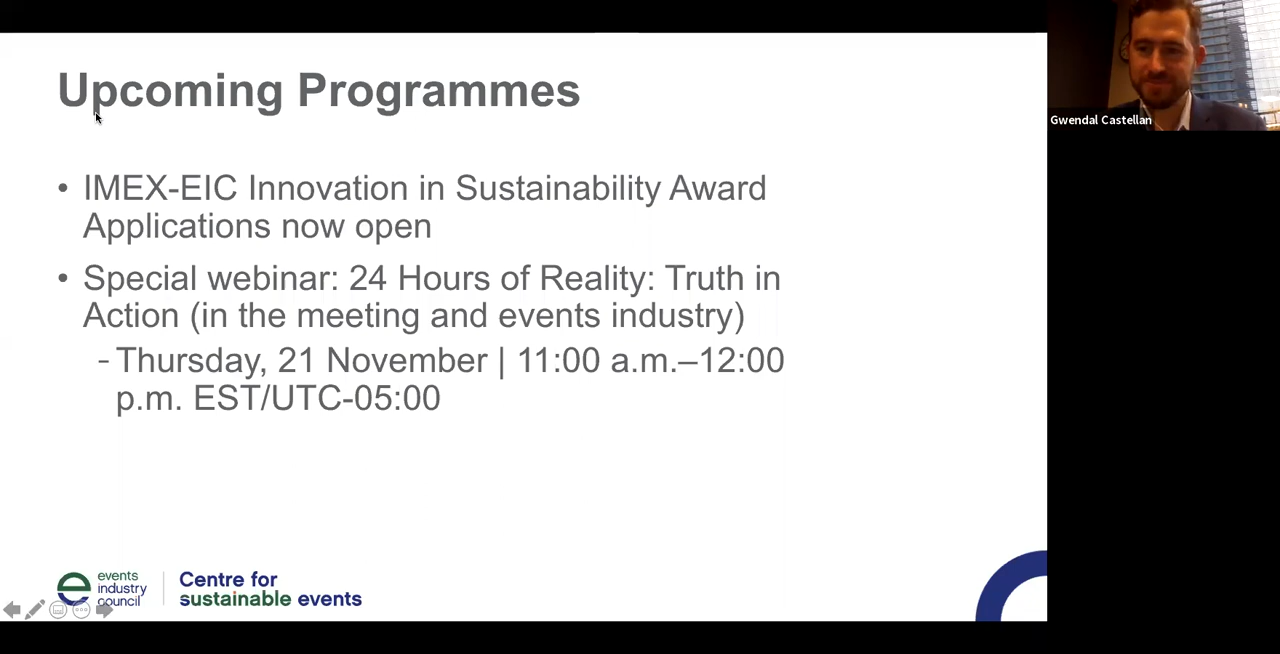 Upcoming Programmes
• IMEX-EIC Innovation in Sustainability Award
Applications now open
• Special webinar: 24 Hours of Reality: Truth in
Action (in the meeting and events industry)
- Thursday, 21 November | 11:00 a.m.–12:00
p.m. EST/UTC-05:00
events
industry
council
Centre for
sustainable events
Gwendal Castellan